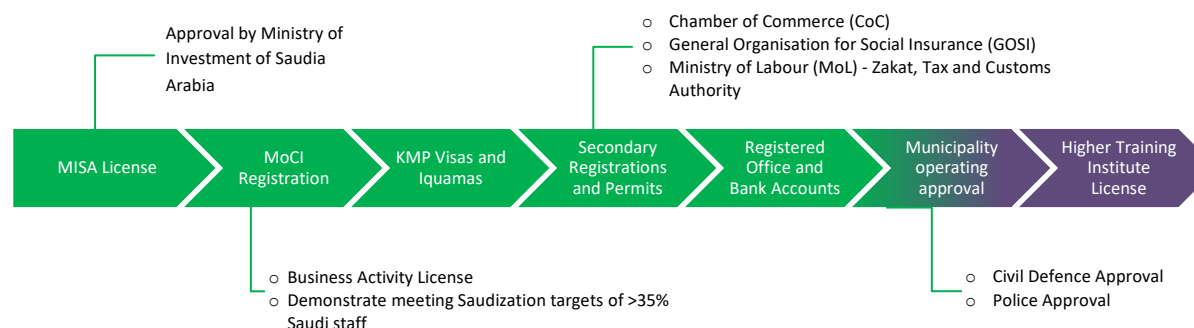 Approval by Ministry of
Investment of Saudia
Arabia
o Chamber of Commerce (CoC)
o General Organisation for Social Insurance (GOSI)
o Ministry of Labour (MoL) - Zakat, Tax and Customs
Authority
MISA License
MoCI
Registration
KMP Visas and
Iquamas
Secondary
Registrations
and Permits
Registered
Office and
Bank Accounts
Municipality
operating
approval
Higher Training
Institute
License
o Business Activity License
o Demonstrate meeting Saudization targets of >35%
Saudi staff
o Civil Defence Approval
o Police Approval